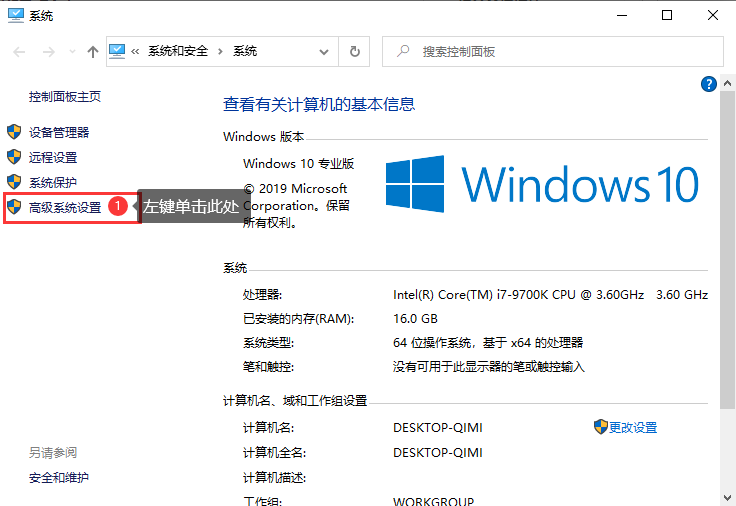 系统
« 系统和安全 › 系统
搜索控制面板
控制面板主页
设备管理器
远程设置
系统保护
高级系统设置
1
左键单击此处
另请参阅
安全和维护
?
查看有关计算机的基本信息
Windows 版本
Windows 10 专业版
© 2019 Microsoft
Corporation。保留
所有权利。
Windows 10
系统
处理器: Intel(R) Core(TM) i7-9700K CPU @ 3.60GHz 3.60 GHz
已安装的内存(RAM): 16.0 GB
系统类型: 64 位操作系统, 基于 x64 的处理器
笔和触控: 没有可用于此显示器的笔或触控输入
计算机名、域和工作组设置
计算机名: DESKTOP-QIMI 更改设置
计算机全名: DESKTOP-QIMI
计算机描述:
工作组: WORKGROUP